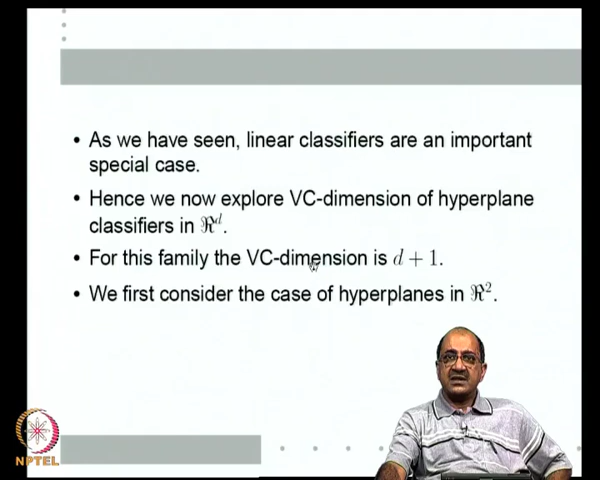 • As we have seen, linear classifiers are an important
special case.
• Hence we now explore VC-dimension of hyperplane
classifiers in ℜ^d.
• For this family the VC-dimension is d + 1.
• We first consider the case of hyperplanes in ℜ².
NPTEL